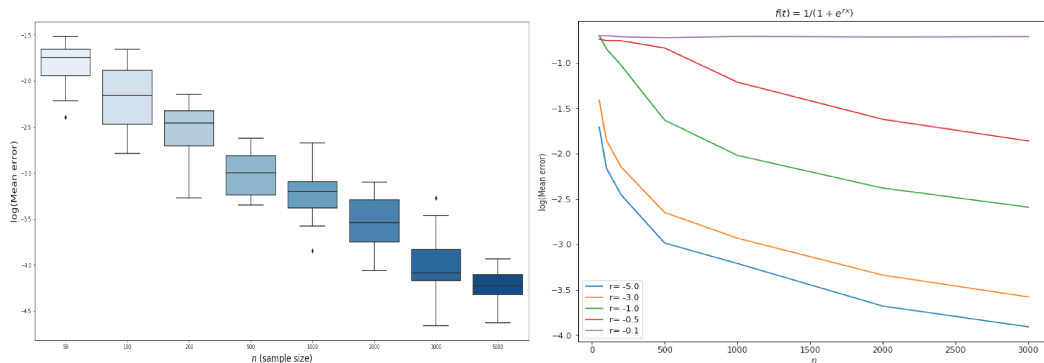 −1.5
−2.0
−2.5
−3.0
−3.5
−4.0
−4.5
log(Mean error)
50
100
200
500
1000
2000
3000
5000
n (sample size)
f(t) = 1/(1 + e^{rx})
−1.0
−1.5
−2.0
−2.5
−3.0
−3.5
−4.0
log(Mean error)
r= -5.0
r= -3.0
r= -1.0
r= -0.5
r= -0.1
0
500
1000
1500
2000
2500
3000
n